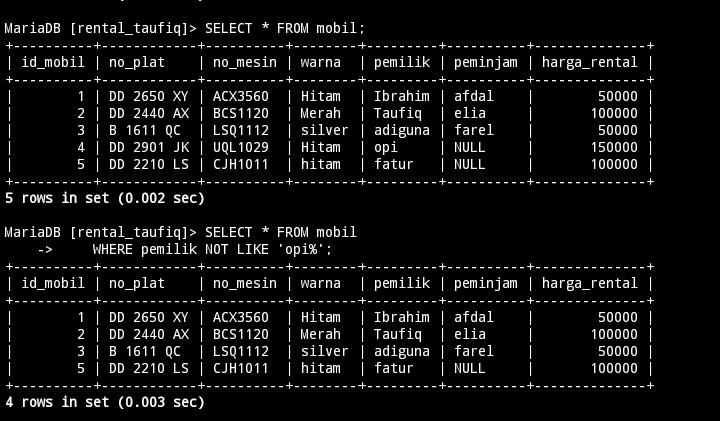 MariaDB [rental_taufiq]> SELECT * FROM mobil;
+----------+------------+----------+--------+---------+----------+--------------+
| id_mobil | no_plat    | no_mesin | warna  | pemilik | peminjam | harga_rental |
+----------+------------+----------+--------+---------+----------+--------------+
|        1 | DD 2650 XY | ACX3560  | Hitam  | Ibrahim | afdal    |        50000 |
|        2 | DD 2440 AX | BCS1120  | Merah  | Taufiq  | elia     |       100000 |
|        3 | B 1611 QC  | LSQ1112  | silver | adiguna | farel    |        50000 |
|        4 | DD 2901 JK | UQL1029  | Hitam  | opi     | NULL     |       150000 |
|        5 | DD 2210 LS | CJH1011  | hitam  | fatur   | NULL     |       100000 |
+----------+------------+----------+--------+---------+----------+--------------+
5 rows in set (0.002 sec)
MariaDB [rental_taufiq]> SELECT * FROM mobil
    ->     WHERE pemilik NOT LIKE 'opi%';
+----------+------------+----------+--------+---------+----------+--------------+
| id_mobil | no_plat    | no_mesin | warna  | pemilik | peminjam | harga_rental |
+----------+------------+----------+--------+---------+----------+--------------+
|        1 | DD 2650 XY | ACX3560  | Hitam  | Ibrahim | afdal    |        50000 |
|        2 | DD 2440 AX | BCS1120  | Merah  | Taufiq  | elia     |       100000 |
|        3 | B 1611 QC  | LSQ1112  | silver | adiguna | farel    |        50000 |
|        5 | DD 2210 LS | CJH1011  | hitam  | fatur   | NULL     |       100000 |
+----------+------------+----------+--------+---------+----------+--------------+
4 rows in set (0.003 sec)